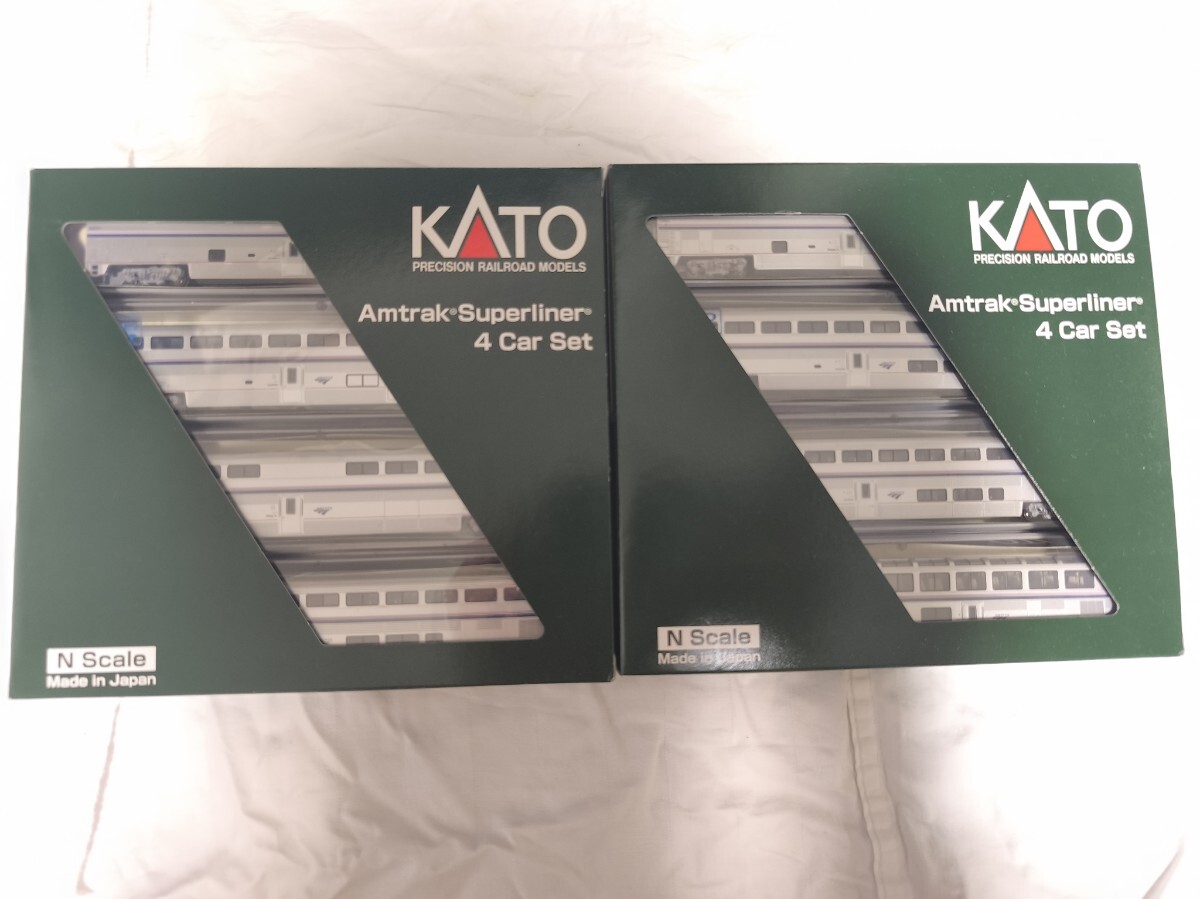 KATO
PRECISION RAILROAD MODELS
Amtrak®Superliner®
4 Car Set
N Scale
Made in Japan
KATO
PRECISION RAILROAD MODELS
Amtrak®Superliner®
4 Car Set
N Scale
Made in Japan